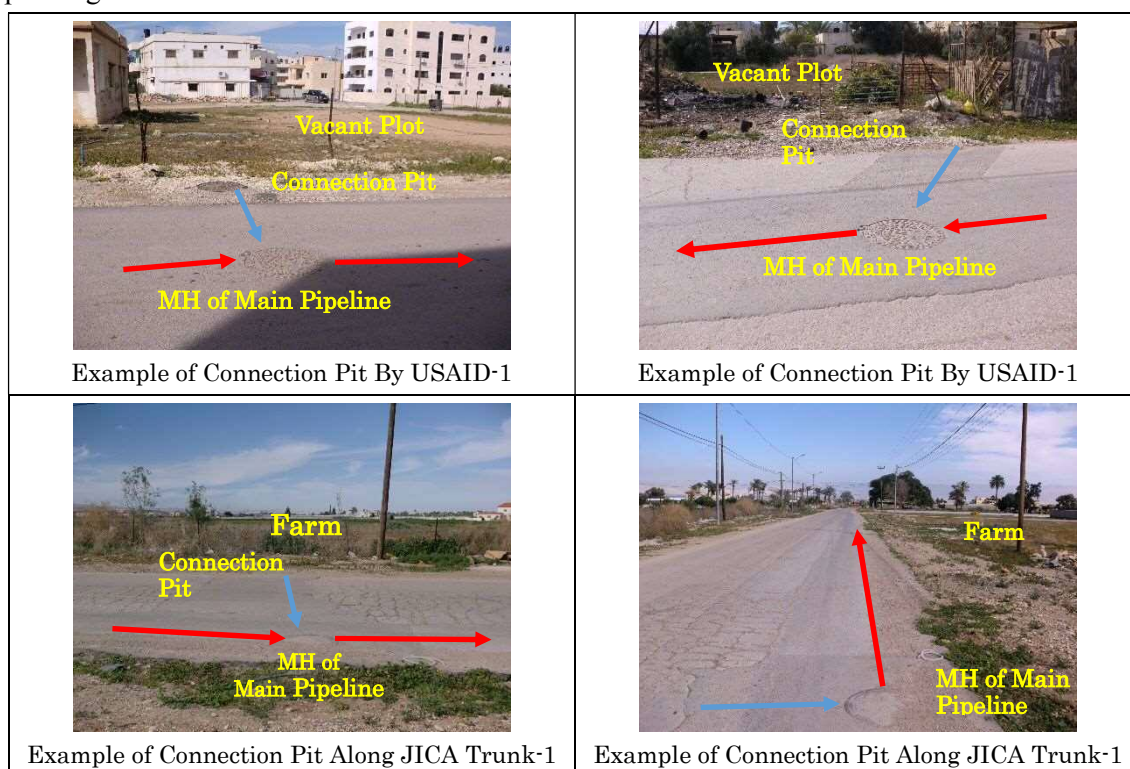 Vacant Plot
Connection Pit
MH of Main Pipeline
Example of Connection Pit By USAID-1
Vacant Plot
Connection
Pit
MH of Main Pipeline
Example of Connection Pit By USAID-1
Farm
Connection
Pit
MH of
Main Pipeline
Example of Connection Pit Along JICA Trunk-1
Farm
MH of Main
Pipeline
Example of Connection Pit Along JICA Trunk-1